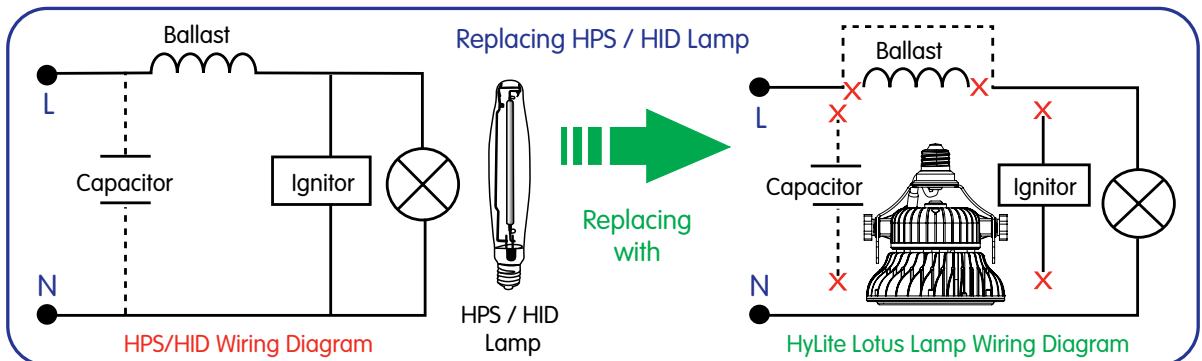 Replacing HPS / HID Lamp
Ballast
L
Capacitor
Ignitor
N
HPS/HID Wiring Diagram
HPS / HID
Lamp
Replacing
with
Ballast
X
X
X
X
L
Capacitor
Ignitor
N
X
X
HyLite Lotus Lamp Wiring Diagram